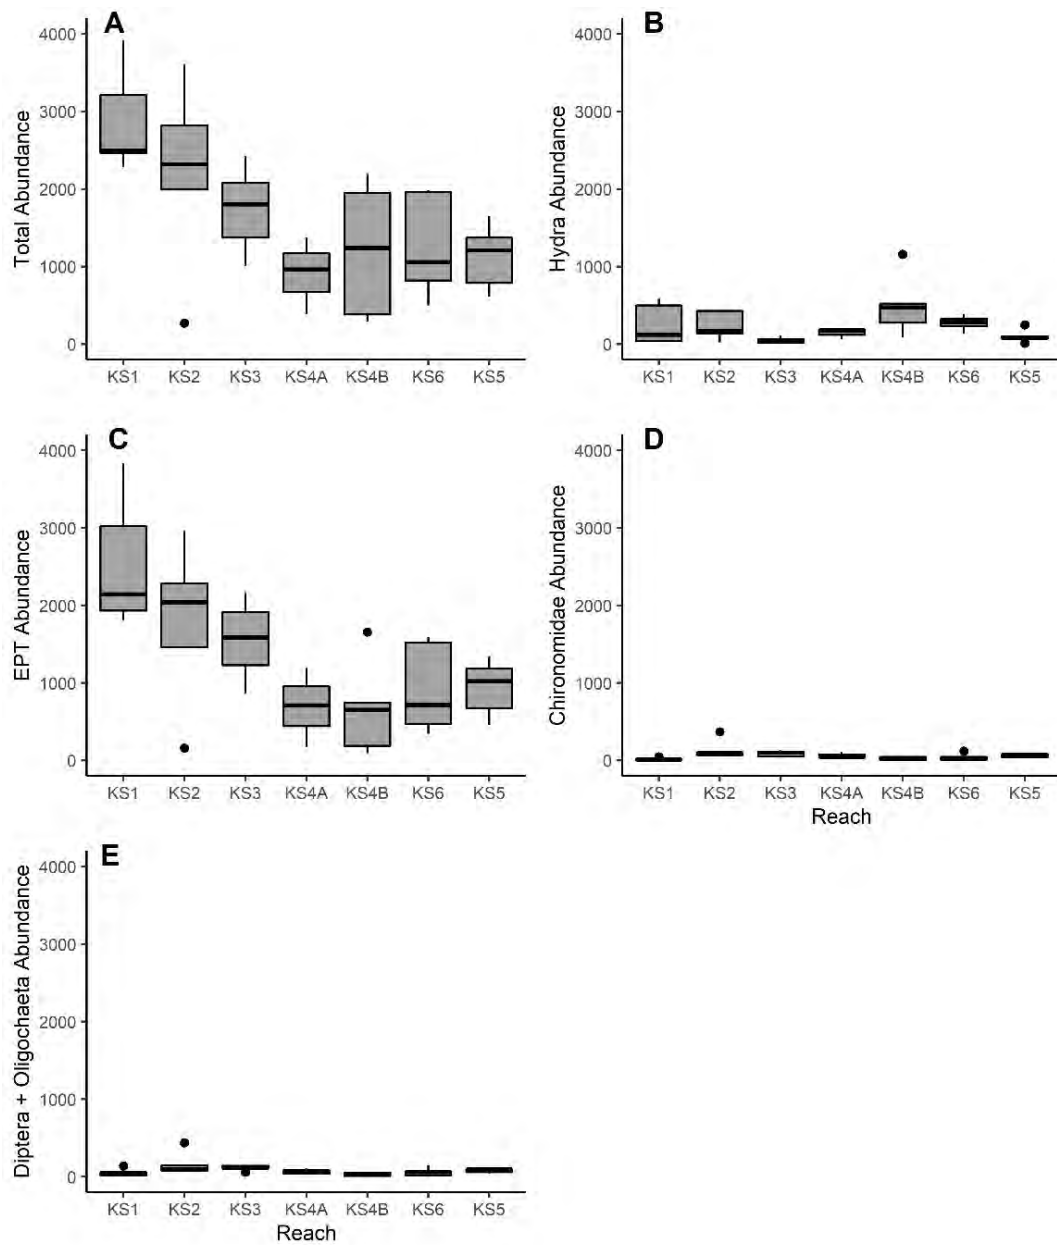 A
Total Abundance
4000
3000
2000
1000
0
KS1 KS2 KS3 KS4A KS4B KS6 KS5
B
Hydra Abundance
4000
3000
2000
1000
0
KS1 KS2 KS3 KS4A KS4B KS6 KS5
C
EPT Abundance
4000
3000
2000
1000
0
KS1 KS2 KS3 KS4A KS4B KS6 KS5
D
Chironomidae Abundance
4000
3000
2000
1000
0
KS1 KS2 KS3 KS4A KS4B KS6 KS5
Reach
E
Diptera + Oligochaeta Abundance
4000
3000
2000
1000
0
KS1 KS2 KS3 KS4A KS4B KS6 KS5
Reach